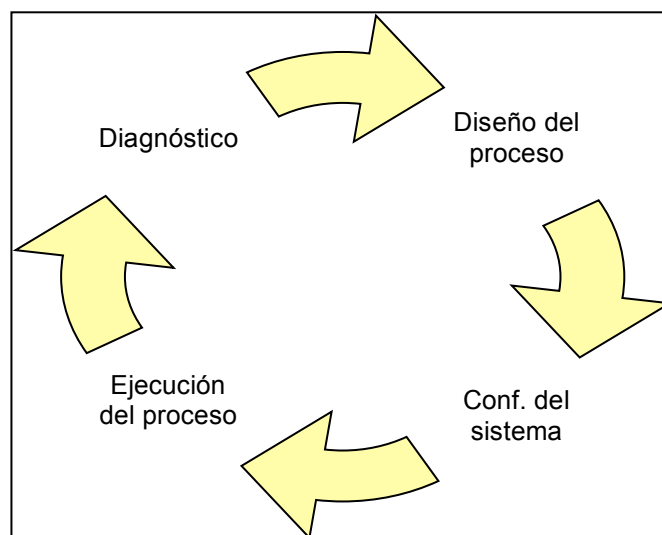 Diagnóstico
Diseño del
proceso
Conf. del
sistema
Ejecución
del proceso